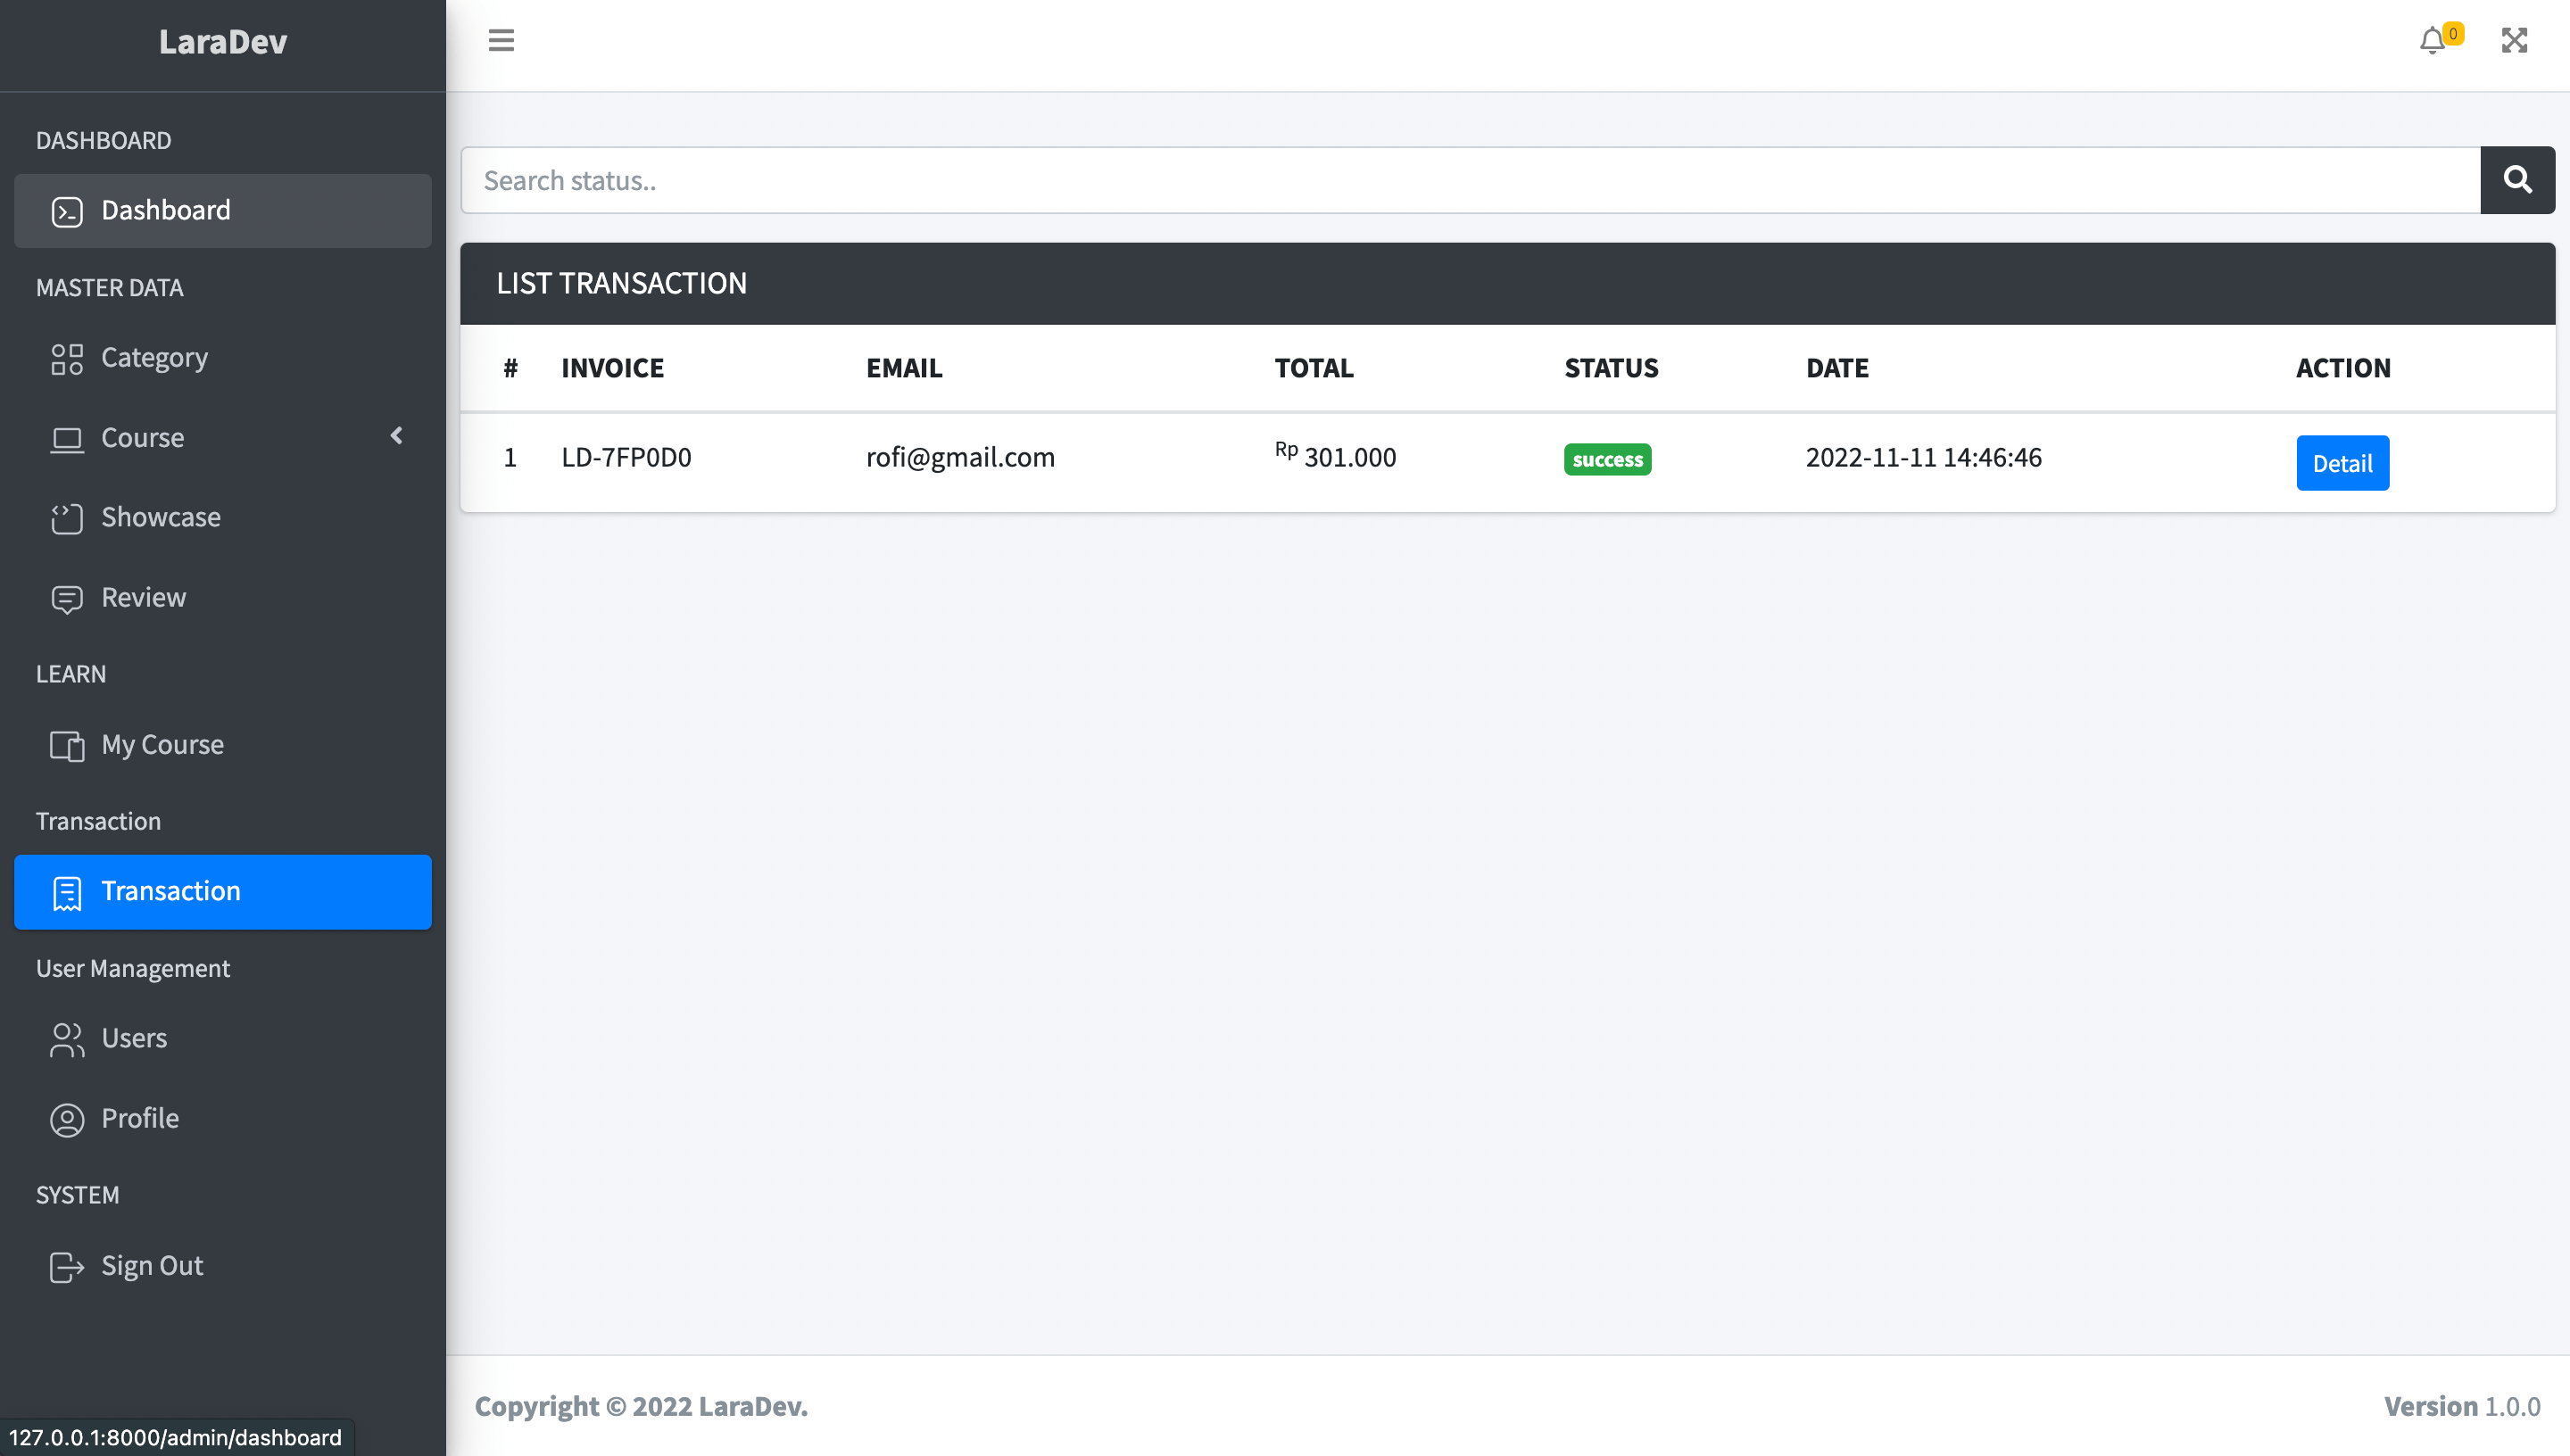 LaraDev
0
DASHBOARD
Dashboard
MASTER DATA
Category
Course
Showcase
Review
LEARN
My Course
Transaction
Transaction
User Management
Users
Profile
SYSTEM
Sign Out
Search status..
LIST TRANSACTION
# INVOICE EMAIL TOTAL STATUS DATE ACTION
1 LD-7FP0D0 rofi@gmail.com Rp 301.000 success 2022-11-11 14:46:46 Detail
Copyright © 2022 LaraDev. Version 1.0.0
127.0.0.1:8000/admin/dashboard